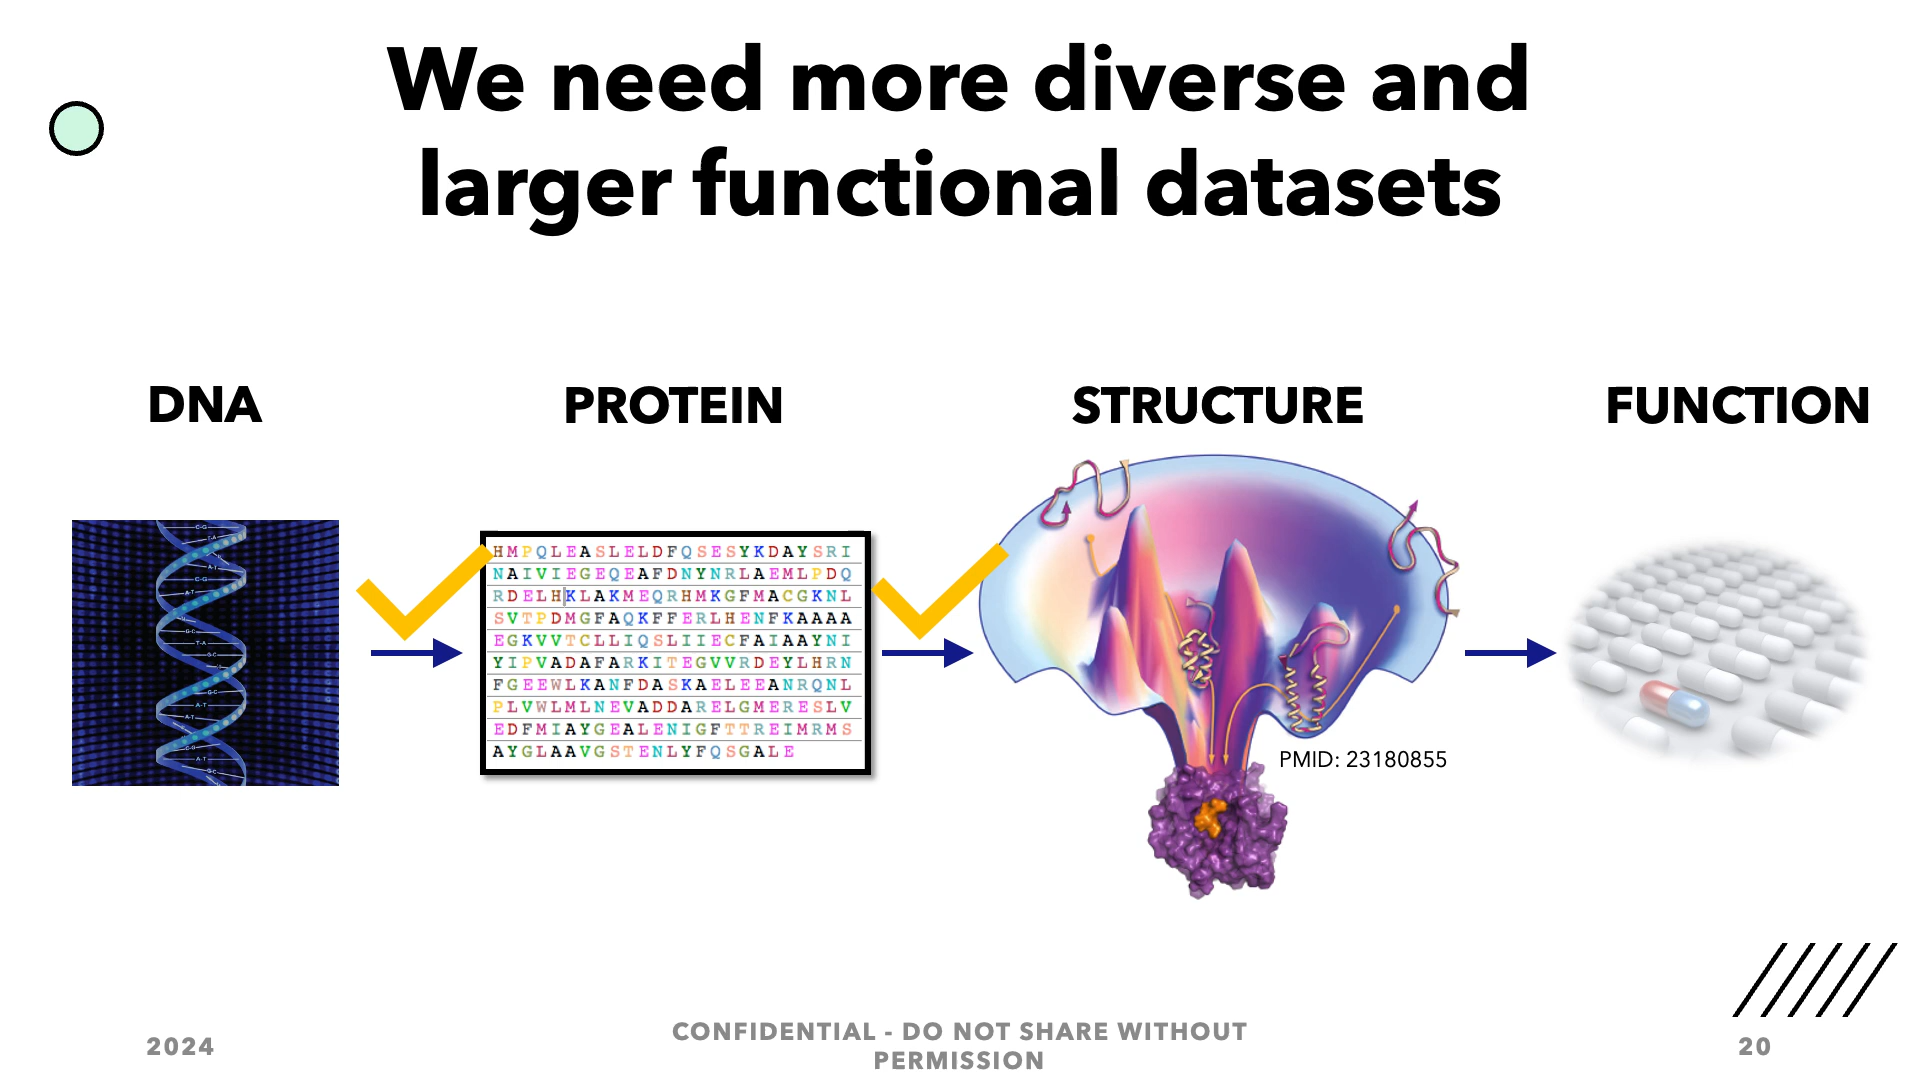 We need more diverse and
larger functional datasets
DNA
PROTEIN
STRUCTURE
FUNCTION
HMPQLEASLELDFQSESYKDAYSRI
NAIVIEGEQEAFDNYNRLAEMLPDQ
RDELHKLAKMEQRHMKGFMACGKNL
SVTPDMGFAQKFFERLHENFKAAAA
EGKVVTCLLIQSLIIECFAIAAYNI
YIPVADAFARKITEGVVRDEYLHRN
FGEEWLKANFDASKAELEEANRQNL
PLVWLMLNEVADDARELGMERESLV
EDFMIAYGEALENIGFTTREIMRMS
AYGLAAVGSTENLYFQSGALE
PMID: 23180855
2024
CONFIDENTIAL - DO NOT SHARE WITHOUT
PERMISSION
20